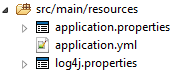 src/main/resources
application.properties
application.yml
log4j.properties